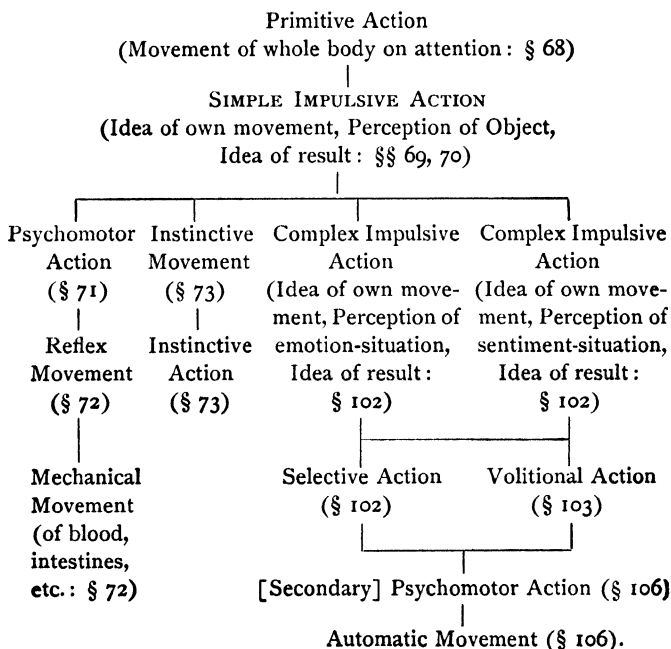 Primitive Action
(Movement of whole body on attention: § 68)
SIMPLE IMPULSIVE ACTION
(Idea of own movement, Perception of Object,
Idea of result: §§ 69, 70)
Psychomotor Instinctive Complex Impulsive Complex Impulsive
Action Movement Action Action
(§ 71) (§ 73) (Idea of own move- (Idea of own move-
ment, Perception of ment, Perception of
Reflex Instinctive emotion-situation, sentiment-situation,
Movement Action Idea of result: Idea of result:
(§ 72) (§ 73) § 102) § 102)
Mechanical Selective Action Volitional Action
Movement (§ 102) (§ 103)
(of blood,
intestines,
etc.: § 72) [Secondary] Psychomotor Action (§ 106)
Automatic Movement (§ 106).